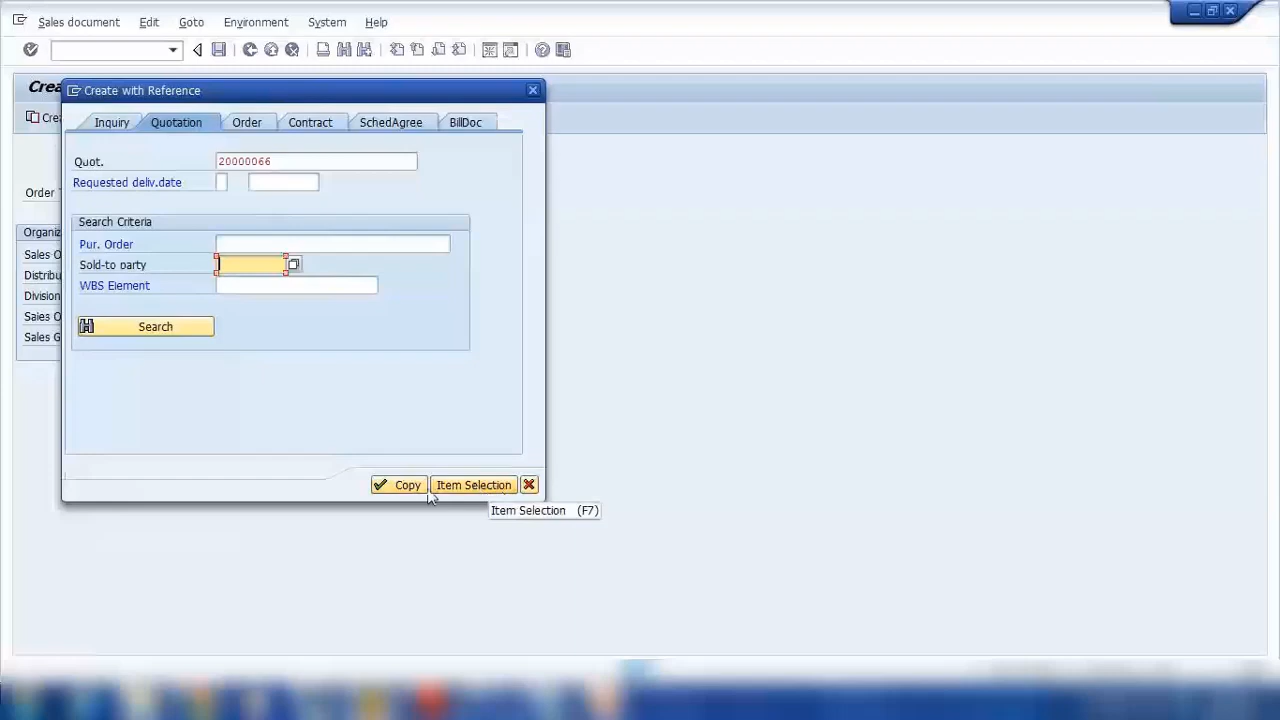 Sales document Edit Goto Environment System Help
Crea
Create with Reference
Crea
Inquiry Quotation Order Contract SchedAgree BillDoc
Quot. 20000066
Requested deliv.date
Order T
Search Criteria
Organiz
Pur. Order
Sales O
Sold-to party
Distribu
WBS Element
Division
Sales O
Search
Sales G
Copy Item Selection
Item Selection (F7)